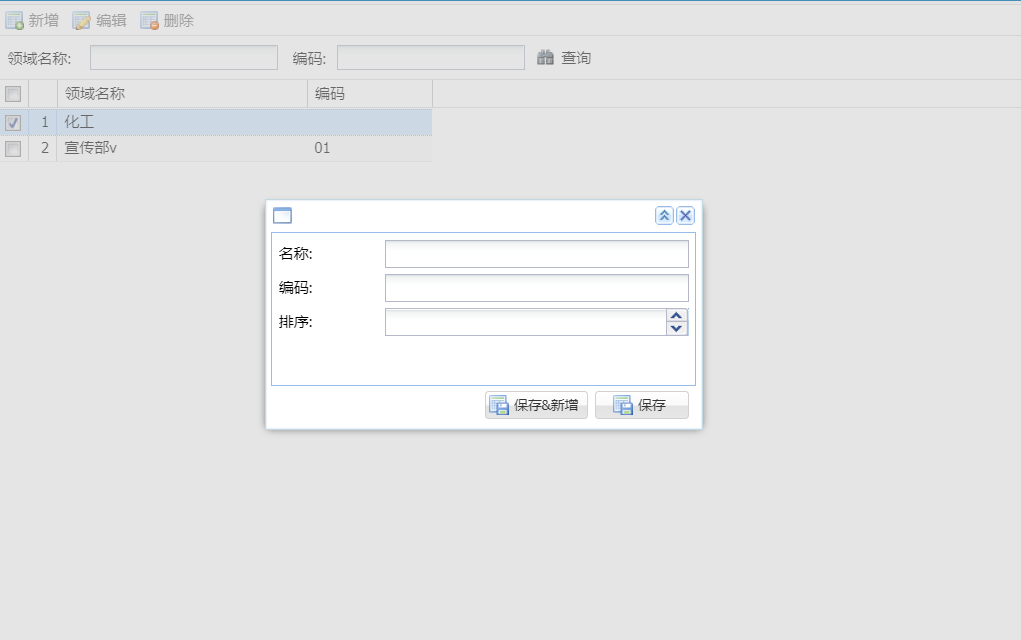 新增 编辑 删除
领域名称: 编码: 查询
领域名称 编码
1 化工
2 宣传部v 01
名称:
编码:
排序:
保存&新增 保存